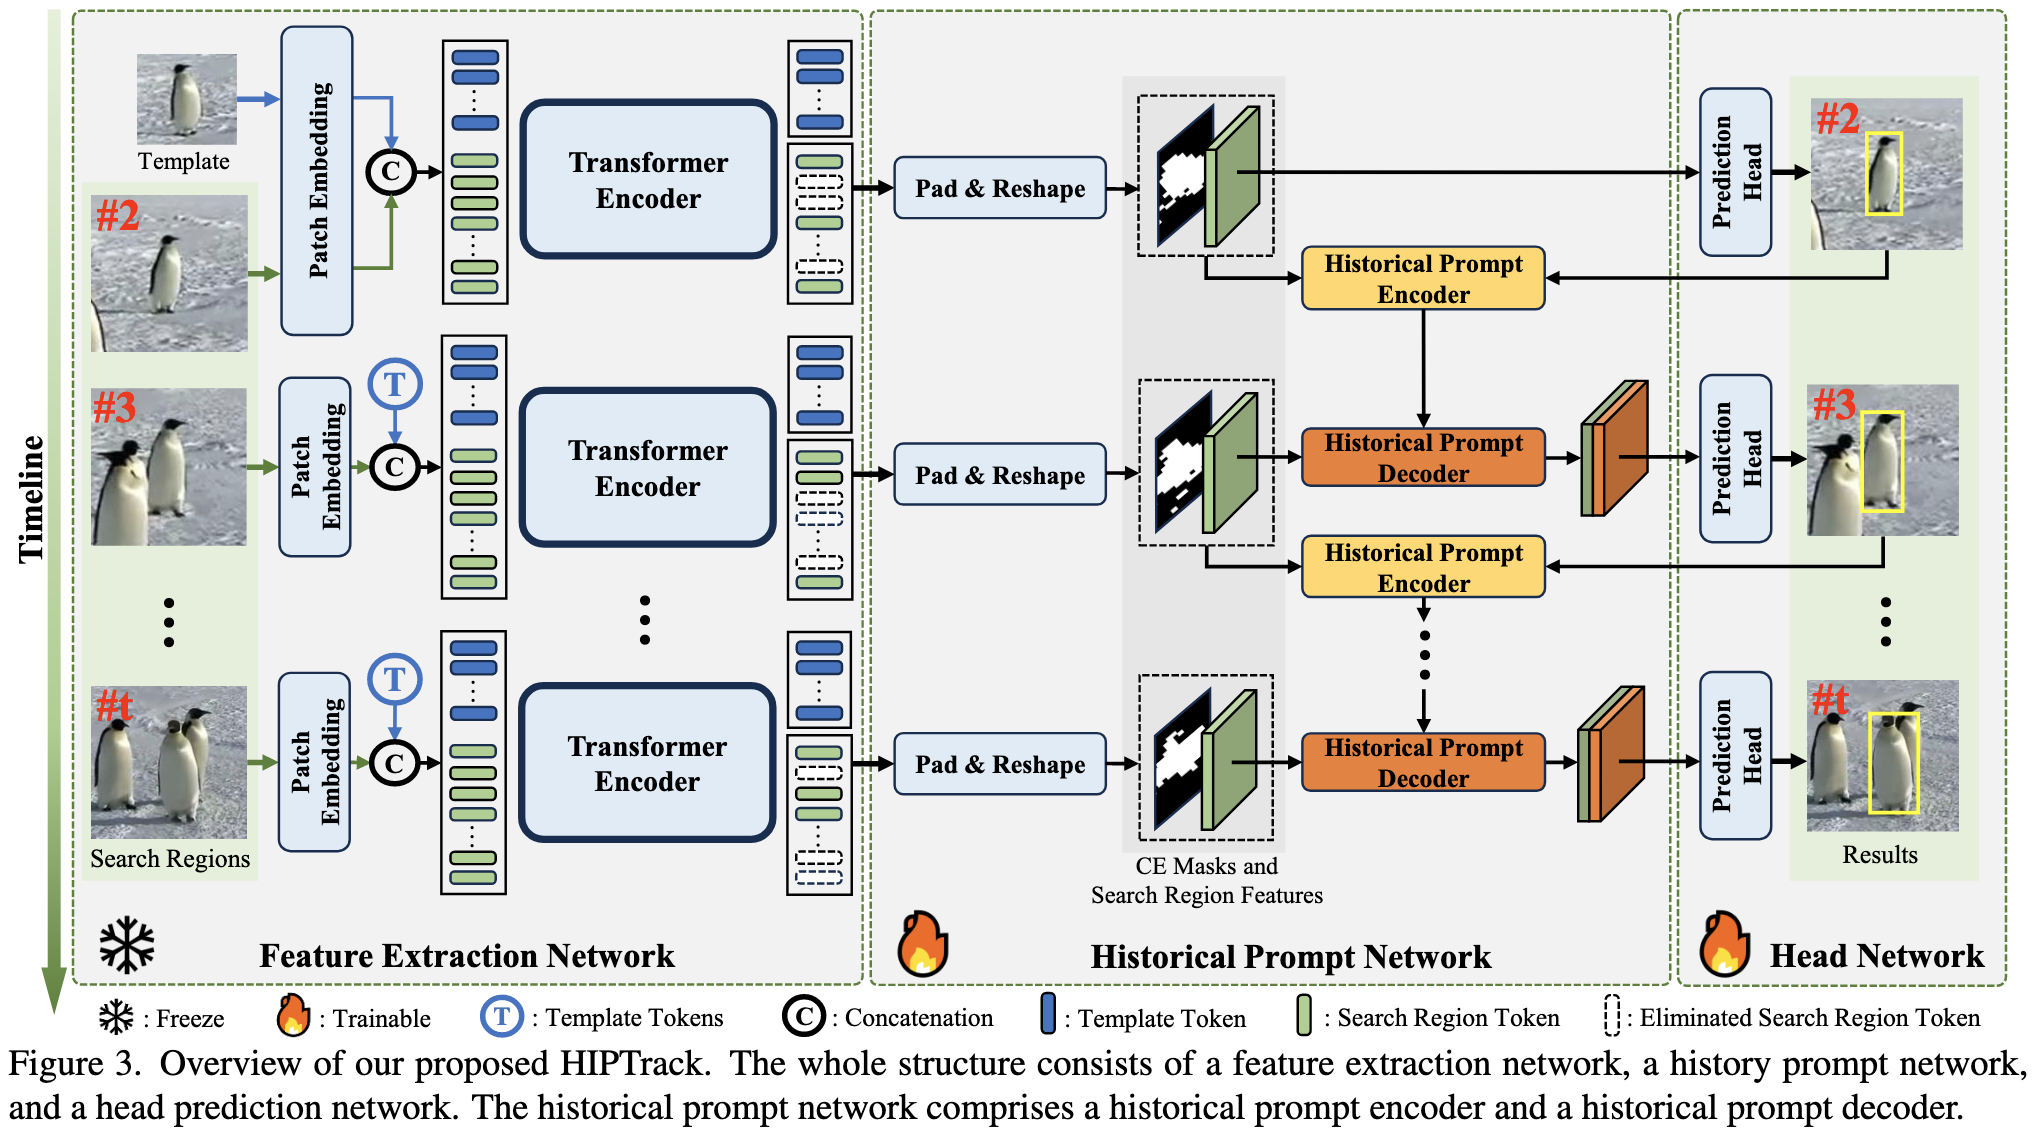 Timeline
Template
#2
Patch Embedding
C
Transformer
Encoder
Pad & Reshape
Prediction
Head
#2
Historical Prompt
Encoder
#3
Patch
Embedding
T
C
Transformer
Encoder
Pad & Reshape
Historical Prompt
Decoder
Prediction
Head
#3
Historical Prompt
Encoder
#t
Patch
Embedding
T
C
Transformer
Encoder
Pad & Reshape
Historical Prompt
Decoder
Prediction
Head
#t
Search Regions
CE Masks and
Search Region Features
Results
Feature Extraction Network
Historical Prompt Network
Head Network
: Freeze
: Trainable
T : Template Tokens
C : Concatenation
: Template Token
: Search Region Token
: Eliminated Search Region Token
Figure 3. Overview of our proposed HIPTrack. The whole structure consists of a feature extraction network, a history prompt network,
and a head prediction network. The historical prompt network comprises a historical prompt encoder and a historical prompt decoder.